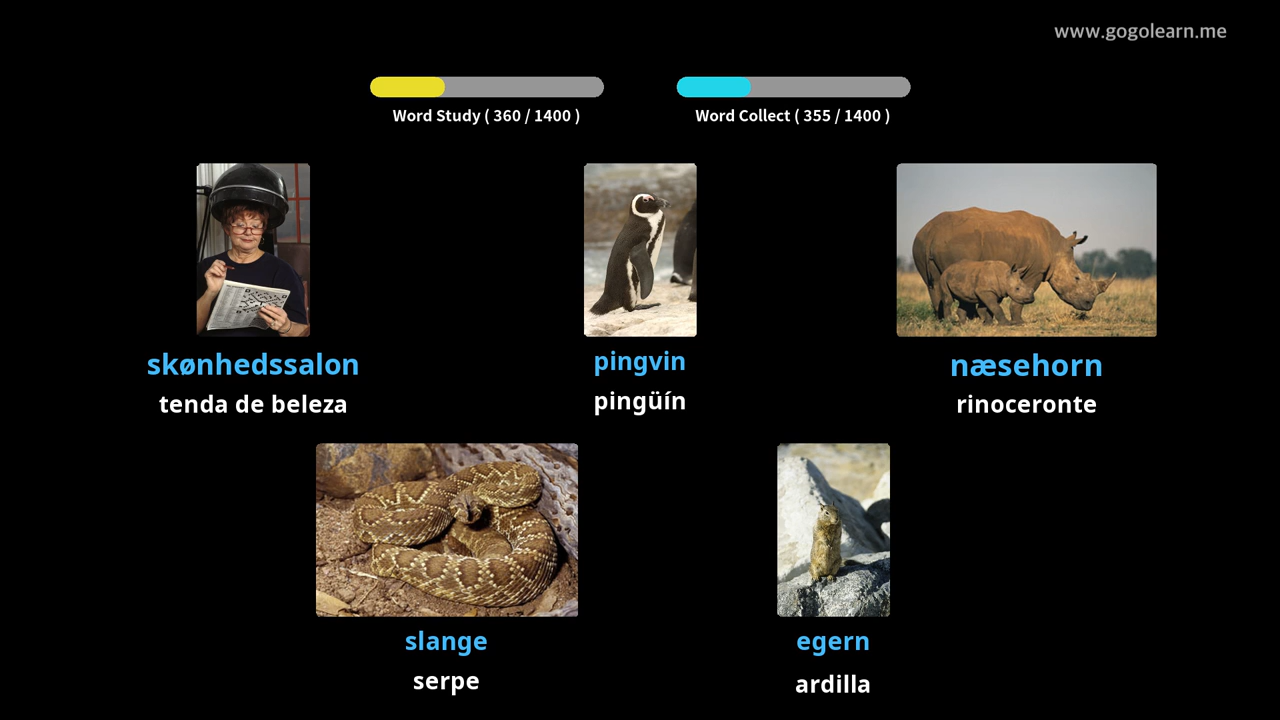 www.gogolearn.me
Word Study ( 360 / 1400 )
Word Collect ( 355 / 1400 )
skønhedssalon
tenda de beleza
pingvin
pingüín
næsehorn
rinoceronte
slange
serpe
egern
ardilla